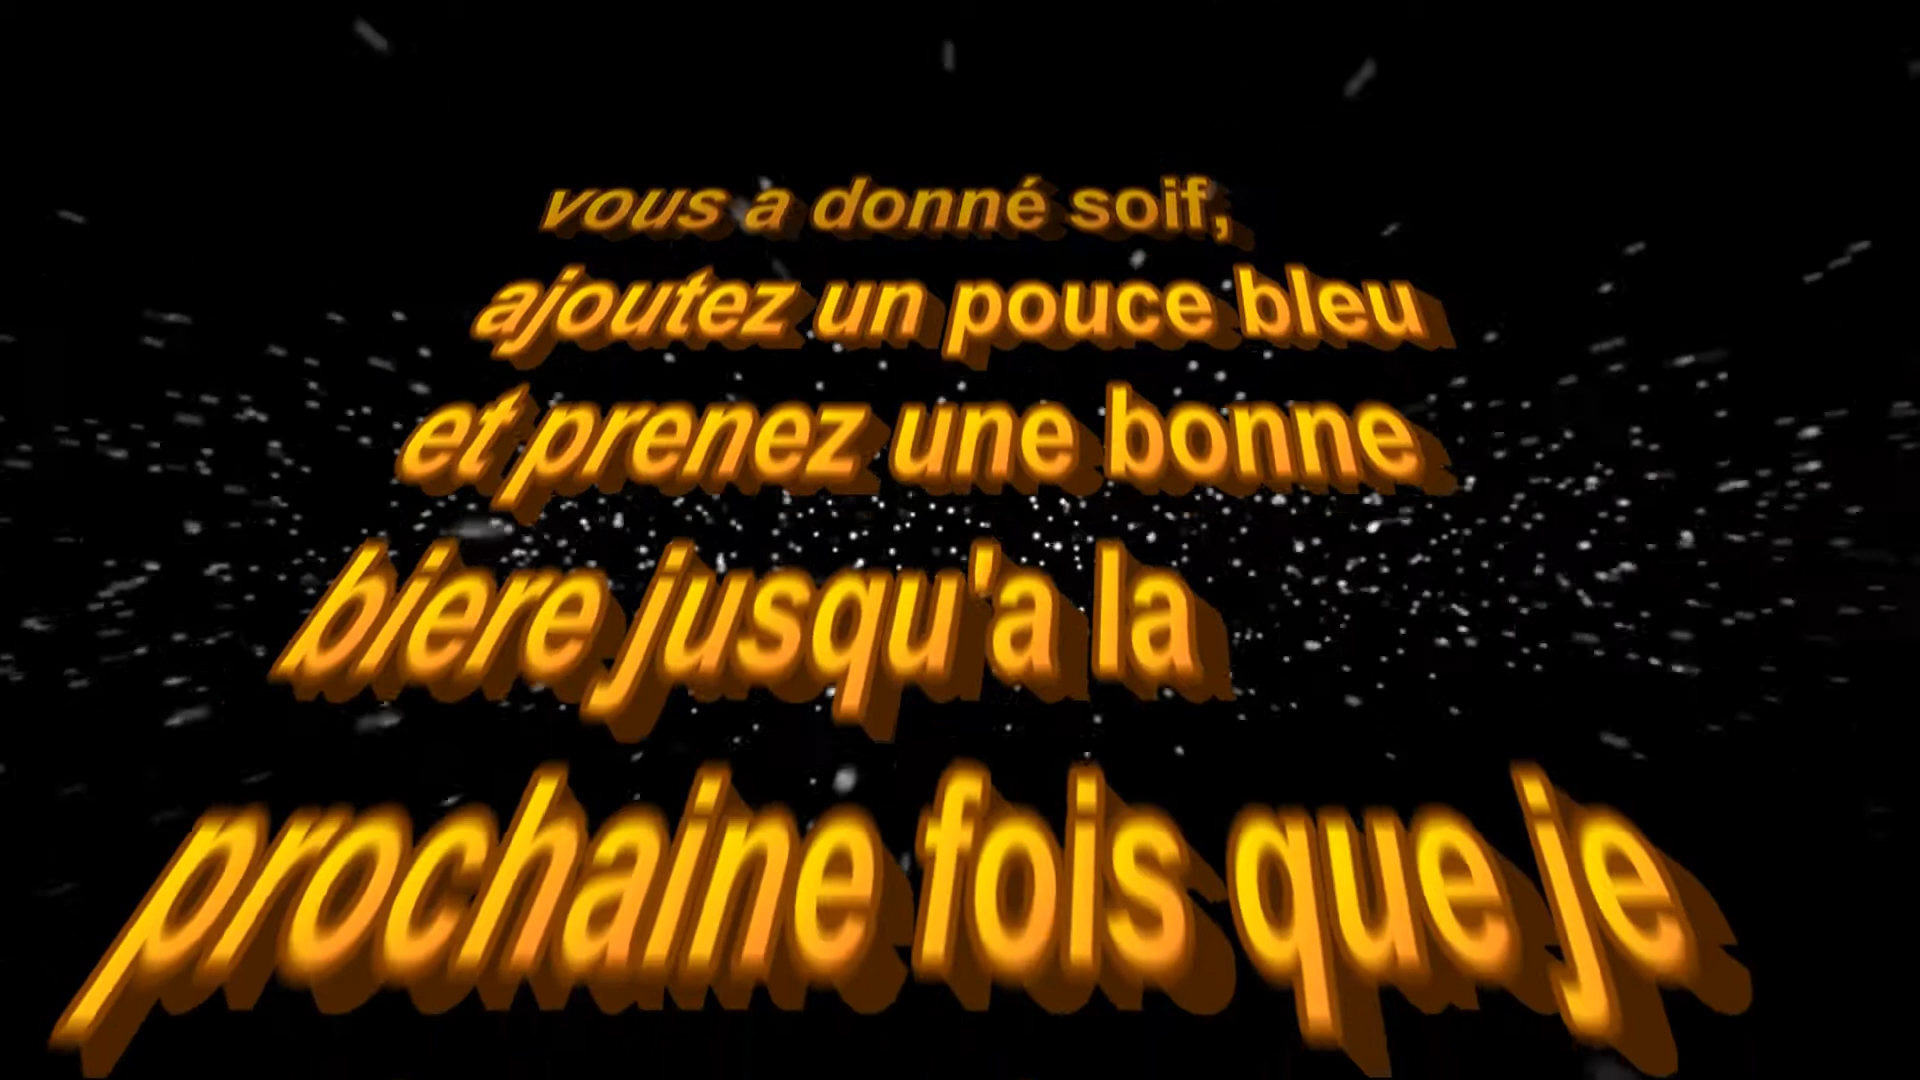 vous a donné soif,
ajoutez un pouce bleu
et prenez une bonne
biere jusqu'a la
prochaine fois que je